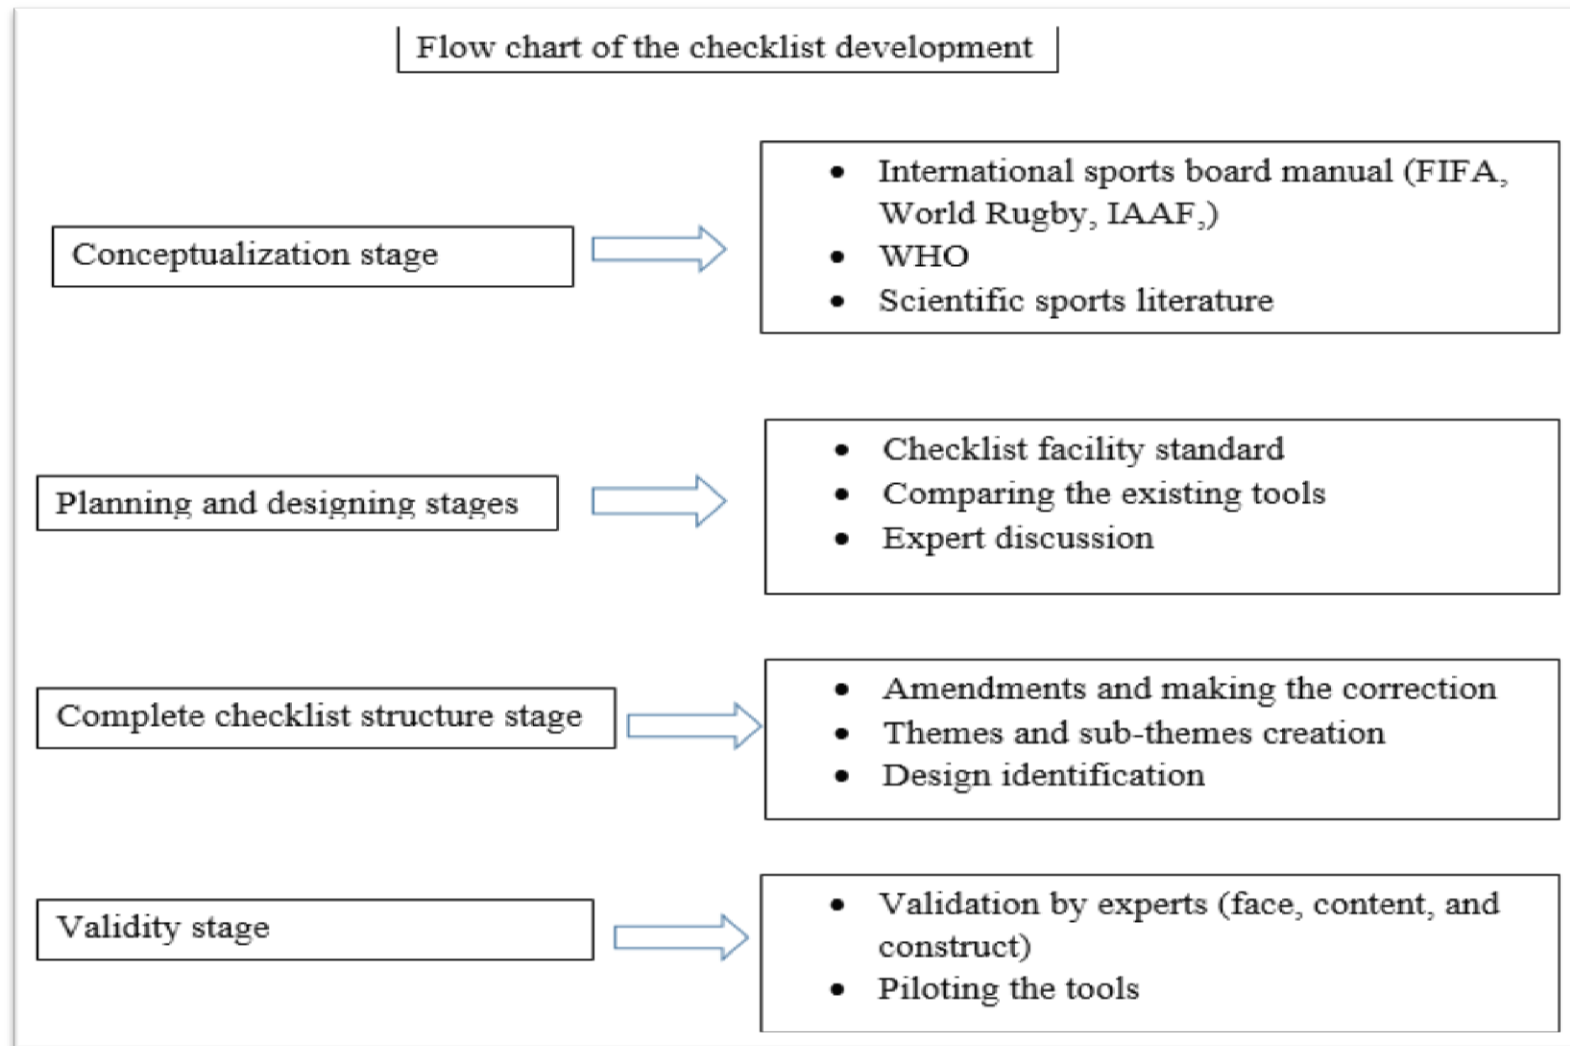 Flow chart of the checklist development
Conceptualization stage
• International sports board manual (FIFA,
World Rugby, IAAF,)
• WHO
• Scientific sports literature
Planning and designing stages
• Checklist facility standard
• Comparing the existing tools
• Expert discussion
Complete checklist structure stage
• Amendments and making the correction
• Themes and sub-themes creation
• Design identification
Validity stage
• Validation by experts (face, content, and
construct)
• Piloting the tools